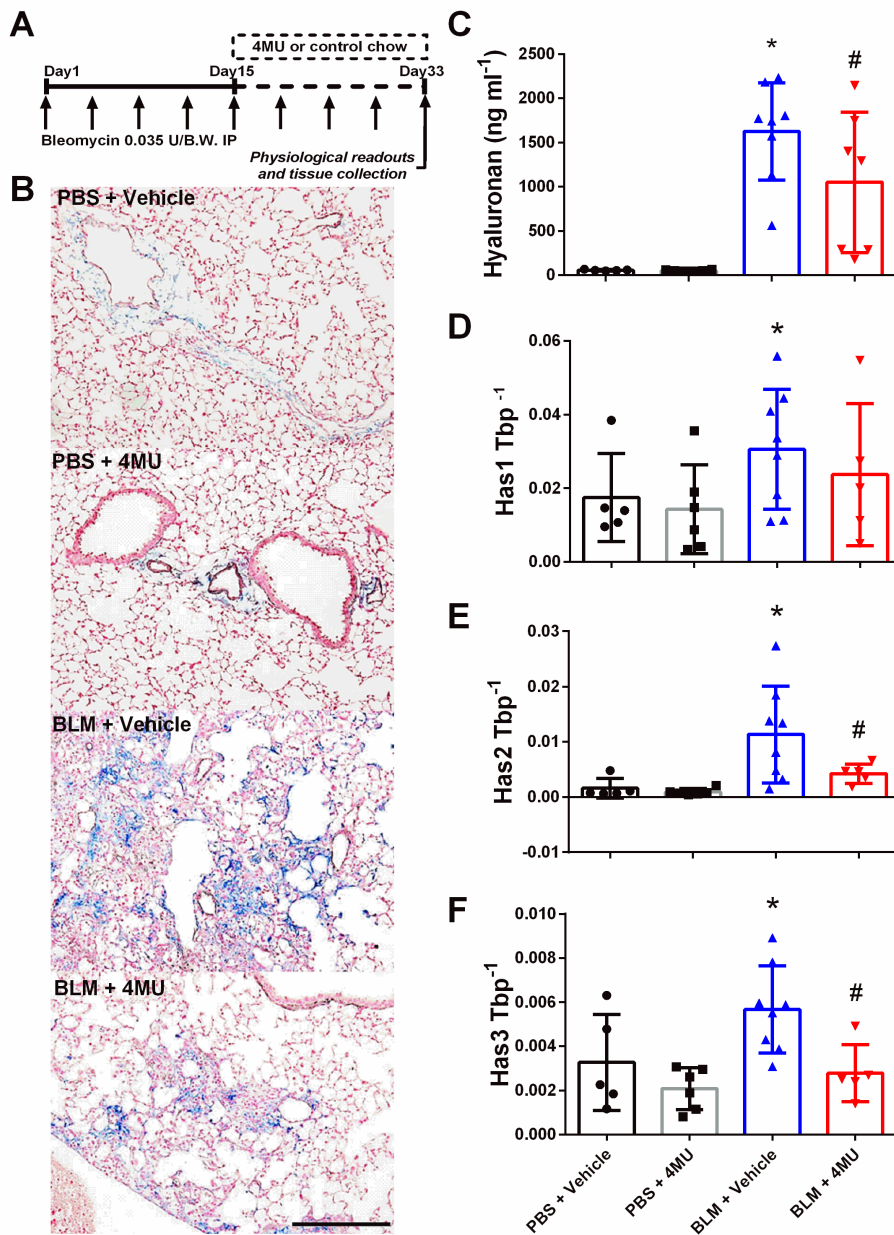 A
4MU or control chow
Day1
Day15
Day33
Bleomycin 0.035 U/B.W. IP
Physiological readouts
and tissue collection
B
PBS + Vehicle
PBS + 4MU
BLM + Vehicle
BLM + 4MU
C
Hyaluronan (ng ml-1)
2500
2000
1500
1000
500
0
*
#
D
Has1 Tbp-1
0.06
0.04
0.02
0.00
*
E
Has2 Tbp-1
0.03
0.02
0.01
0.000
-0.01
*
#
F
Has3 Tbp-1
0.010
0.008
0.006
0.004
0.002
0.000
*
#
PBS + Vehicle
PBS + 4MU
BLM + Vehicle
BLM + 4MU